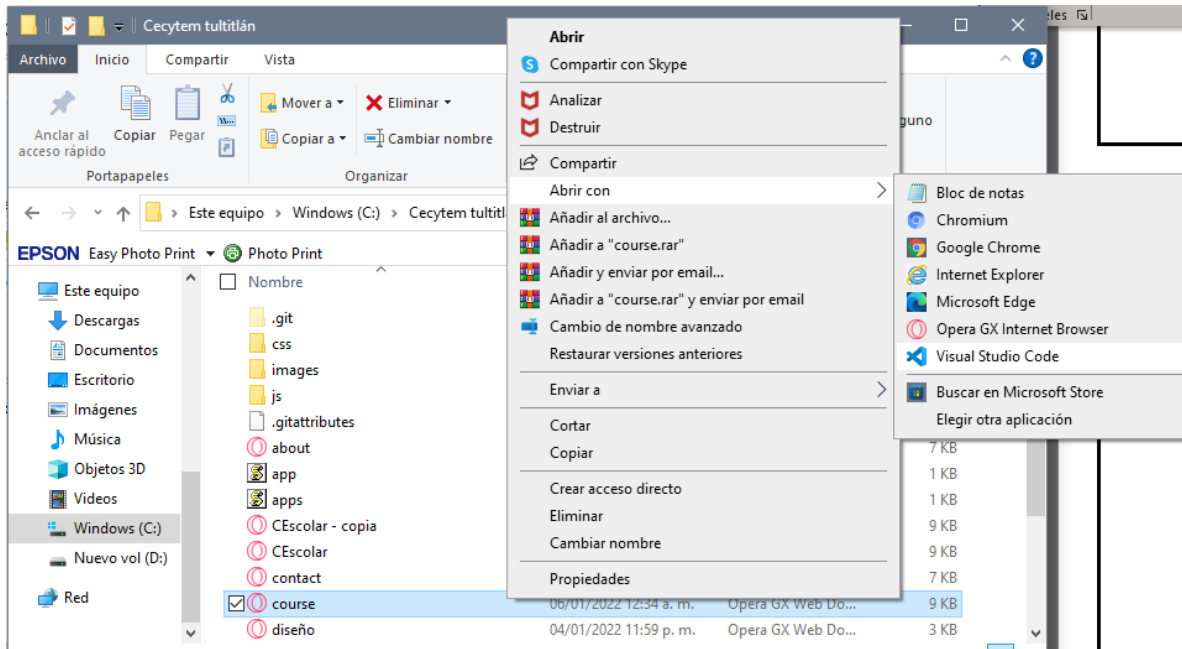 Cecytem tultitlán
Archivo Inicio Compartir Vista
Anclar al acceso rápido
Copiar
Pegar
Mover a
Copiar a
Eliminar
Cambiar nombre
Portapapeles
Organizar
guno
Este equipo > Windows (C:) > Cecytem
EPSON Easy Photo Print Photo Print
Este equipo
Descargas
Documentos
Escritorio
Imágenes
Música
Objetos 3D
Videos
Windows (C:)
Nuevo vol (D:)
Red
Nombre
.git
css
images
js
.gitattributes
about
7 KB
app
1 KB
apps
1 KB
CEscolar - copia
9 KB
CEscolar
9 KB
contact
7 KB
course 06/01/2022 12:34 a. m. Opera GX Web Do... 9 KB
diseño 04/01/2022 11:59 p. m. Opera GX Web Do... 3 KB
Abrir
Compartir con Skype
Analizar
Destruir
Compartir
Abrir con
Añadir al archivo...
Añadir a "course.rar"
Añadir y enviar por email...
Añadir a "course.rar" y enviar por email
Cambio de nombre avanzado
Restaurar versiones anteriores
Enviar a
Cortar
Copiar
Crear acceso directo
Eliminar
Cambiar nombre
Propiedades
Bloc de notas
Chromium
Google Chrome
Internet Explorer
Microsoft Edge
Opera GX Internet Browser
Visual Studio Code
Buscar en Microsoft Store
Elegir otra aplicación